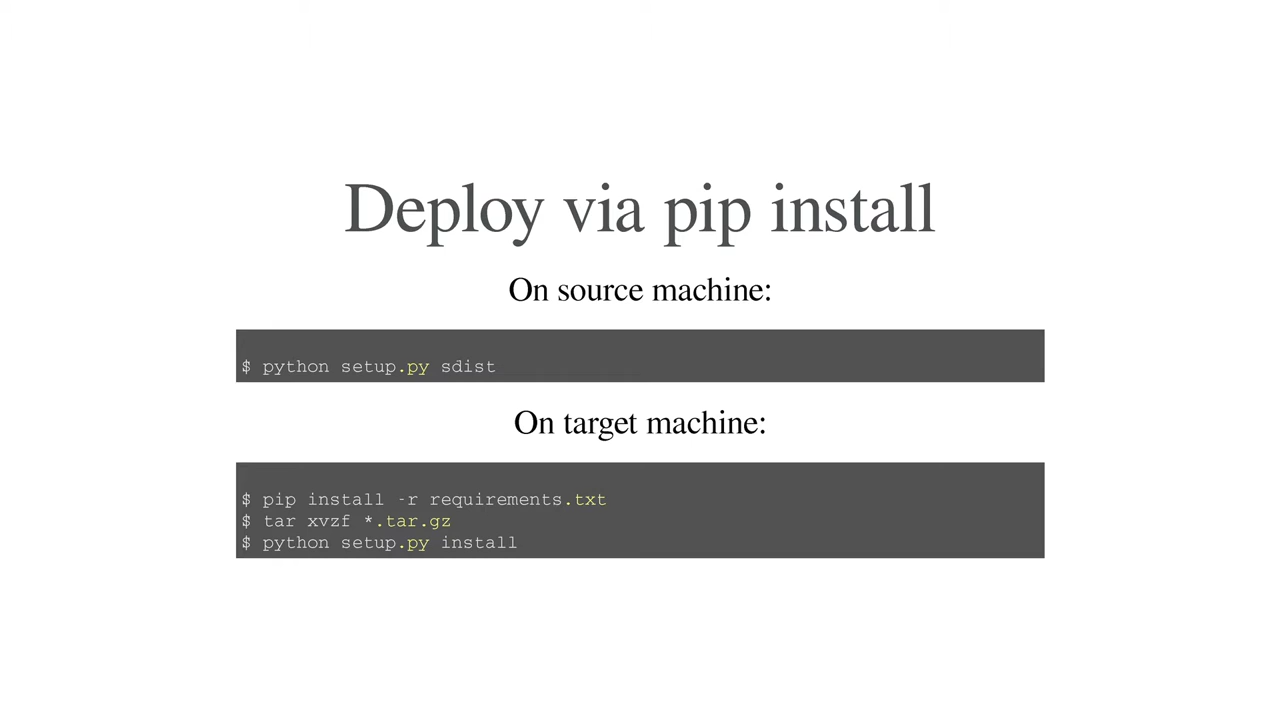 Deploy via pip install
On source machine:
$ python setup.py sdist
On target machine:
$ pip install -r requirements.txt
$ tar xvzf *.tar.gz
$ python setup.py install